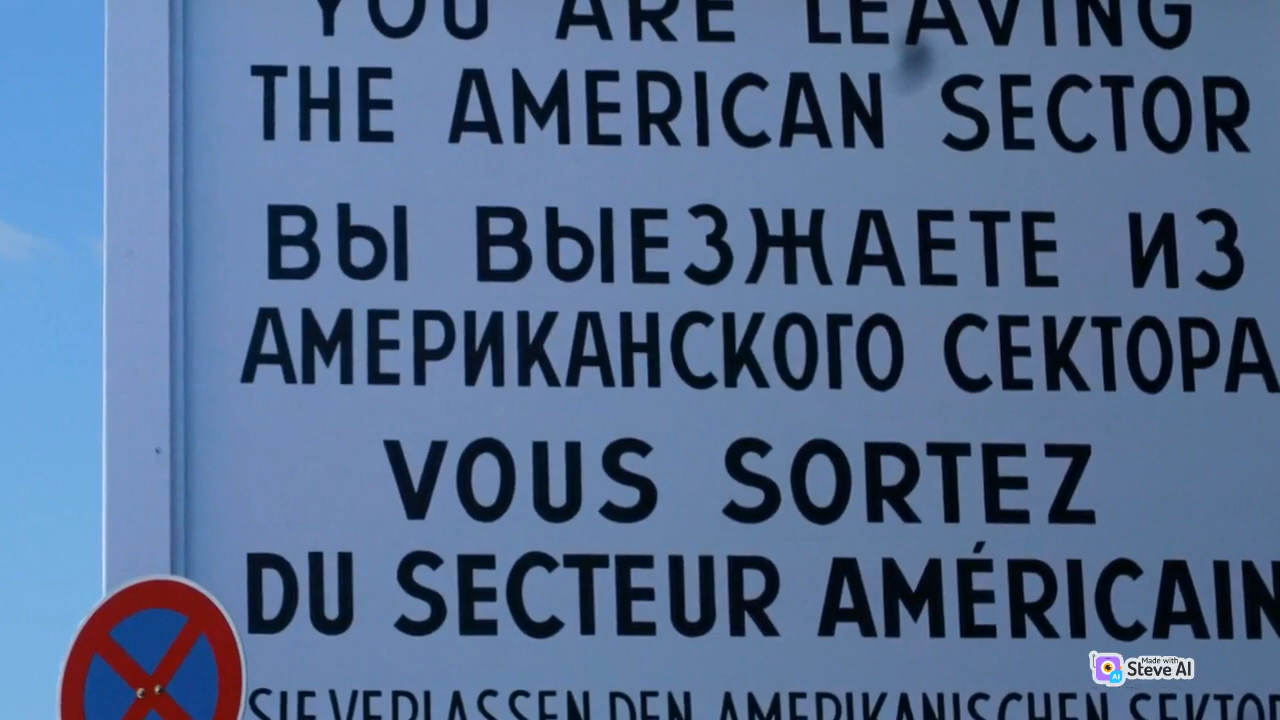 YOU ARE LEAVING
THE AMERICAN SECTOR
ВЫ ВЫЕЗЖАЕТЕ ИЗ
АМЕРИКАНСКОГО СЕКТОРА
VOUS SORTEZ
DU SECTEUR AMÉRICAIN
SIE VERLASSEN DEN AMERIKANISCHEN SEKTOR
Made with
Steve AI